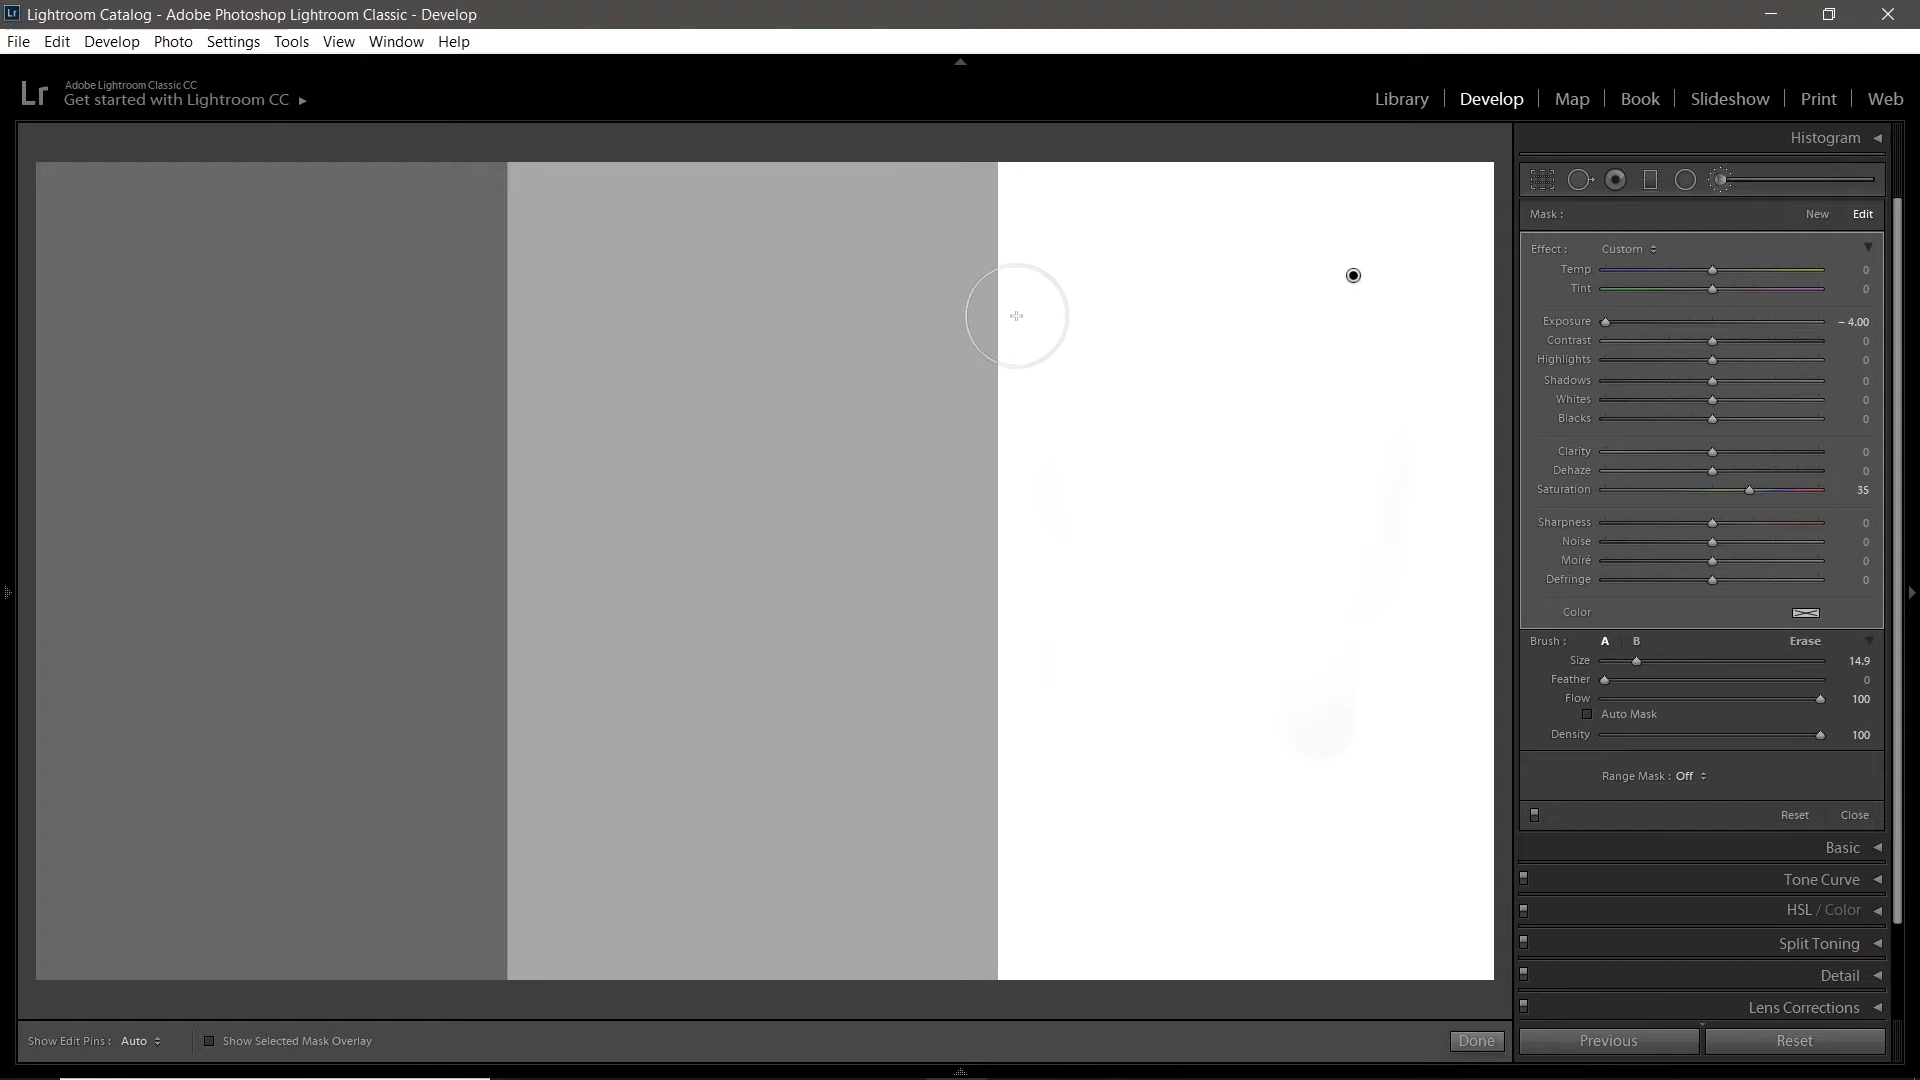 Lr Lightroom Catalog - Adobe Photoshop Lightroom Classic - Develop
File Edit Develop Photo Settings Tools View Window Help
Lr
Adobe Lightroom Classic CC
Get started with Lightroom CC
Library Develop Map Book Slideshow Print Web
Histogram
Mask : New Edit
Effect : Custom
Temp 0
Tint 0
Exposure – 4.00
Contrast 0
Highlights 0
Shadows 0
Whites 0
Blacks 0
Clarity 0
Dehaze 0
Saturation 35
Sharpness 0
Noise 0
Moiré 0
Defringe 0
Color
Brush : A B Erase
Size 14.9
Feather 0
Flow 100
Auto Mask
Density 100
Range Mask : Off
Reset Close
Basic
Tone Curve
HSL / Color
Split Toning
Detail
Lens Corrections
Show Edit Pins : Auto Show Selected Mask Overlay Done Previous Reset